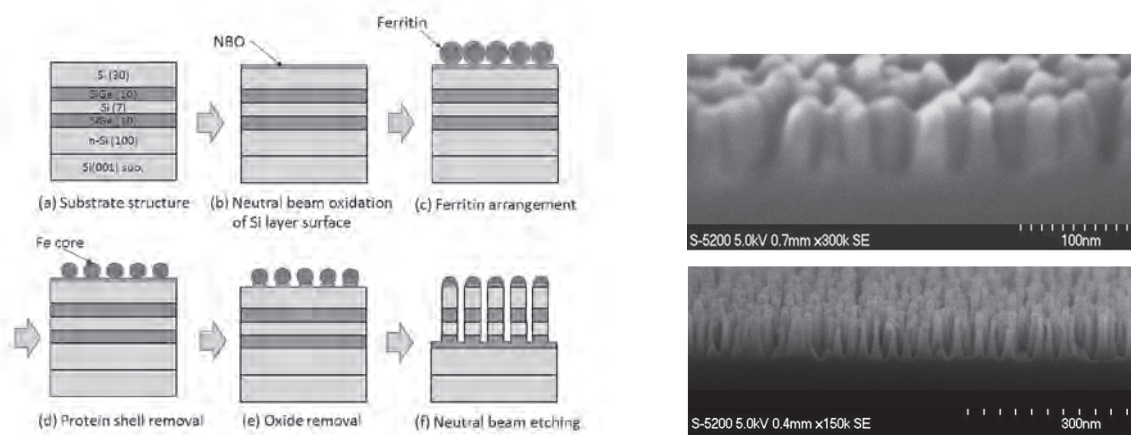 Ferritin
NBO
Si (30)
SiGe (10)
Si (7)
SiGe (10)
n-Si (100)
Si(001) sub.
(a) Substrate structure
(b) Neutral beam oxidation
of Si layer surface
(c) Ferritin arrangement
Fe core
(d) Protein shell removal
(e) Oxide removal
(f) Neutral beam etching
S-5200 5.0kV 0.7mm x300k SE
100nm
S-5200 5.0kV 0.4mm x150k SE
300nm